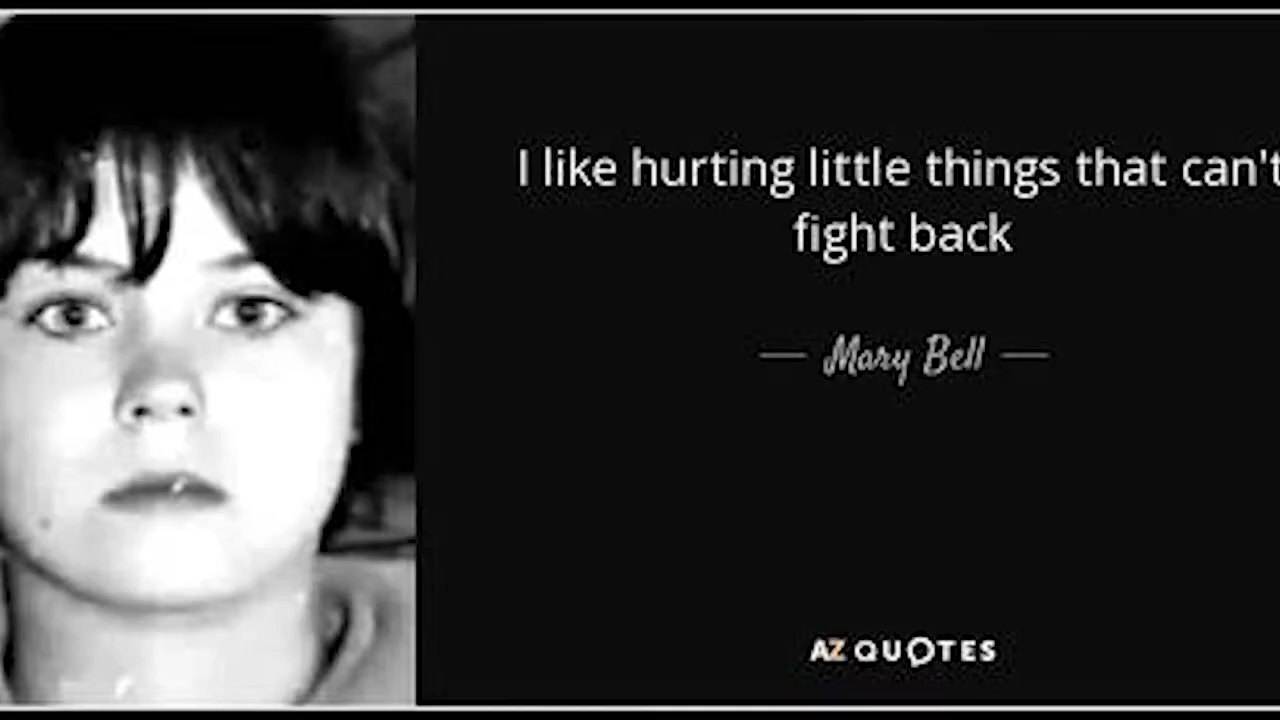 I like hurting little things that can't
fight back
— Mary Bell —
AZ QUOTES